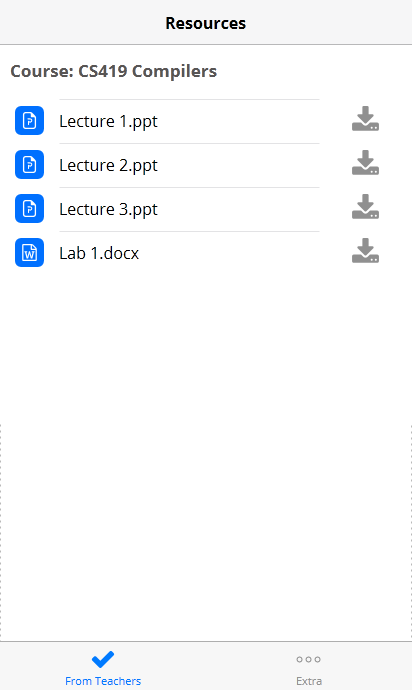 Resources
Course: CS419 Compilers
Lecture 1.ppt
Lecture 2.ppt
Lecture 3.ppt
Lab 1.docx
From Teachers
Extra